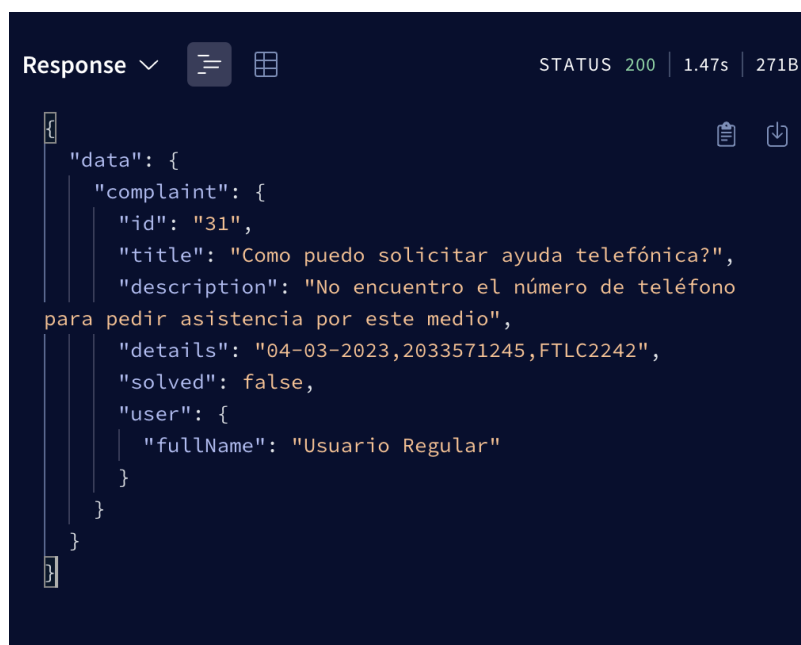 Response STATUS 200 1.47s 271B
{
"data": {
"complaint": {
"id": "31",
"title": "Como puedo solicitar ayuda telefónica?",
"description": "No encuentro el número de teléfono
para pedir asistencia por este medio",
"details": "04-03-2023,2033571245,FTLC2242",
"solved": false,
"user": {
"fullName": "Usuario Regular"
}
}
}
}